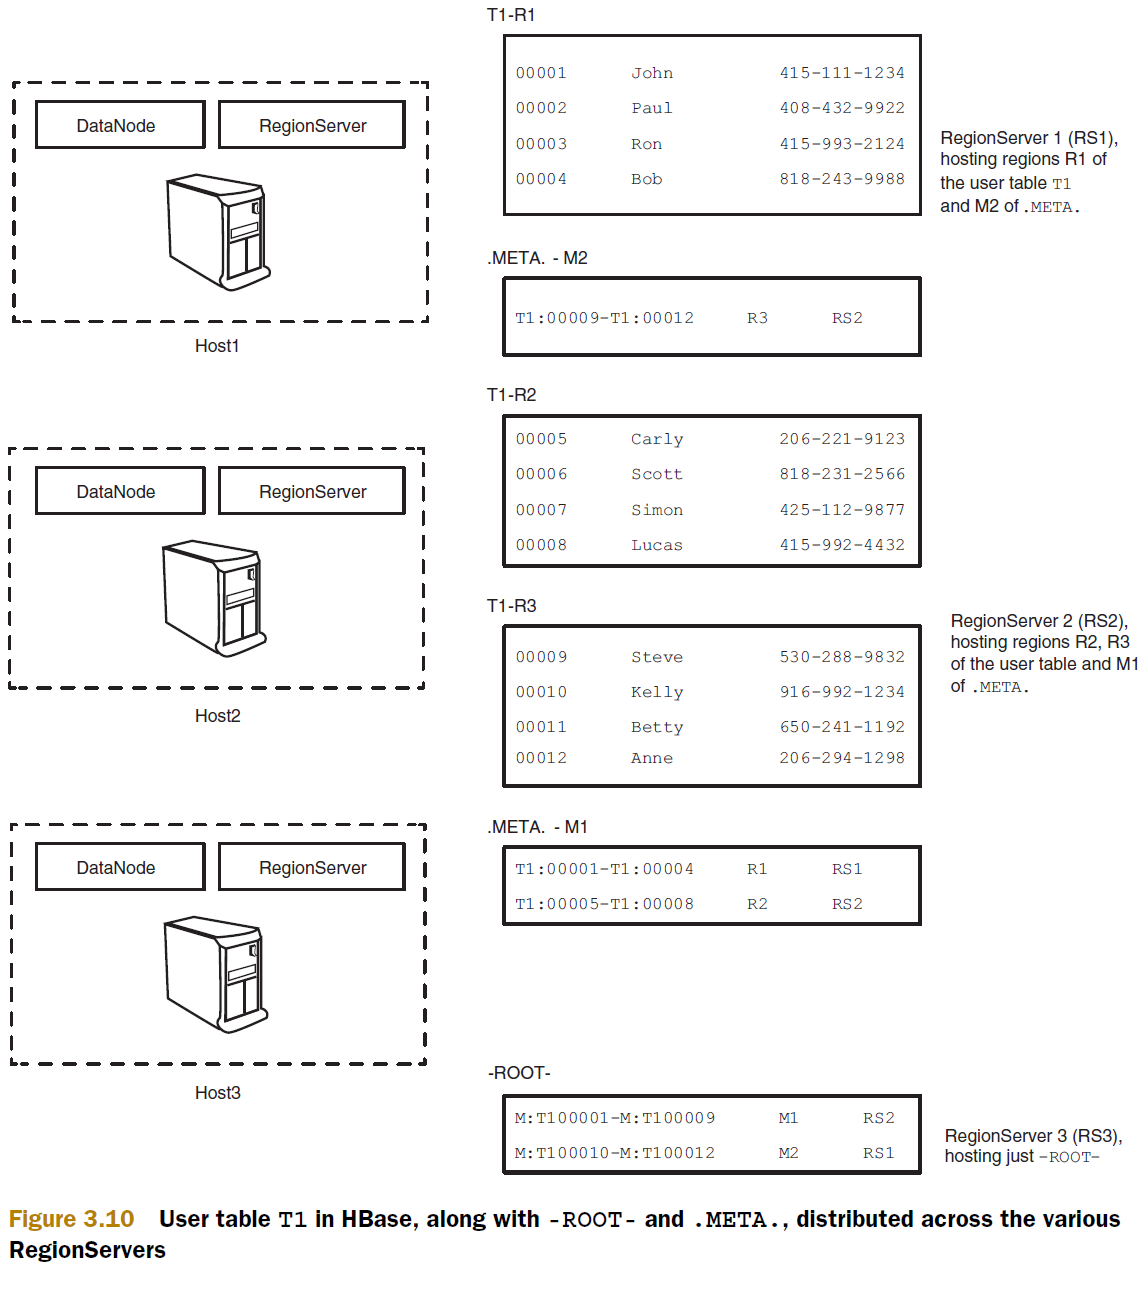 T1-R1
00001 John 415-111-1234
00002 Paul 408-432-9922
00003 Ron 415-993-2124
00004 Bob 818-243-9988
DataNode RegionServer
Host1
RegionServer 1 (RS1),
hosting regions R1 of
the user table T1
and M2 of .META.
.META. - M2
T1:00009-T1:00012 R3 RS2
T1-R2
00005 Carly 206-221-9123
00006 Scott 818-231-2566
00007 Simon 425-112-9877
00008 Lucas 415-992-4432
DataNode RegionServer
Host2
T1-R3
00009 Steve 530-288-9832
00010 Kelly 916-992-1234
00011 Betty 650-241-1192
00012 Anne 206-294-1298
RegionServer 2 (RS2),
hosting regions R2, R3
of the user table and M1
of .META.
.META. - M1
T1:00001-T1:00004 R1 RS1
T1:00005-T1:00008 R2 RS2
DataNode RegionServer
Host3
-ROOT-
M:T100001-M:T100009 M1 RS2
M:T100010-M:T100012 M2 RS1
RegionServer 3 (RS3),
hosting just -ROOT-
Figure 3.10 User table T1 in HBase, along with -ROOT- and .META., distributed across the various
RegionServers